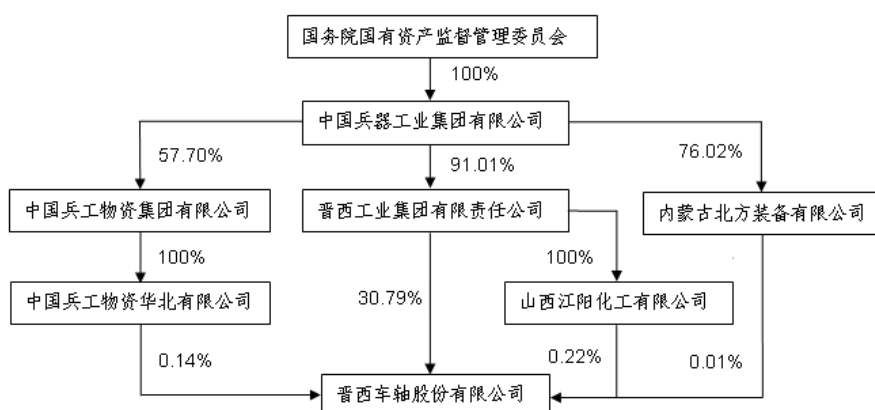 国务院国有资产监督管理委员会
100%
中国兵器工业集团有限公司
57.70%
91.01%
76.02%
中国兵工物资集团有限公司
晋西工业集团有限责任公司
内蒙古北方装备有限公司
100%
100%
中国兵工物资华北有限公司
30.79%
山西江阳化工有限公司
0.14%
0.22%
0.01%
晋西车轴股份有限公司